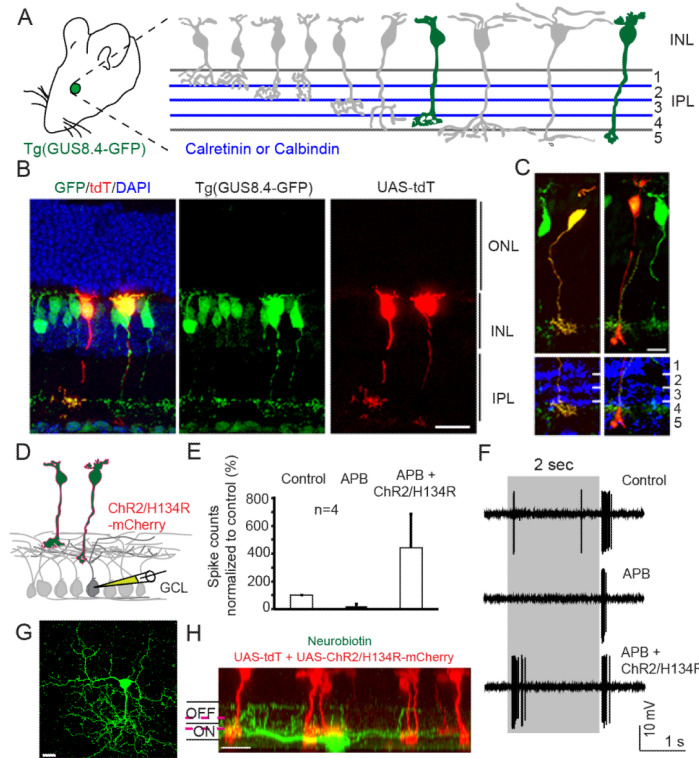 A
INL
1
2
IPL
3
4
5
Tg(GUS8.4-GFP)
Calretinin or Calbindin
B
GFP/tdT/DAPI
Tg(GUS8.4-GFP)
UAS-tdT
ONL
INL
IPL
C
1
2
3
4
5
D
ChR2/H134R
-mCherry
GCL
E
Control
APB
APB +
ChR2/H134R
n=4
Spike counts
normalized to control (%)
800
600
400
200
0
F
2 sec
Control
APB
APB +
ChR2/H134R
10 mV
1 s
G
H
Neurobiotin
UAS-tdT + UAS-ChR2/H134R-mCherry
OFF
ON